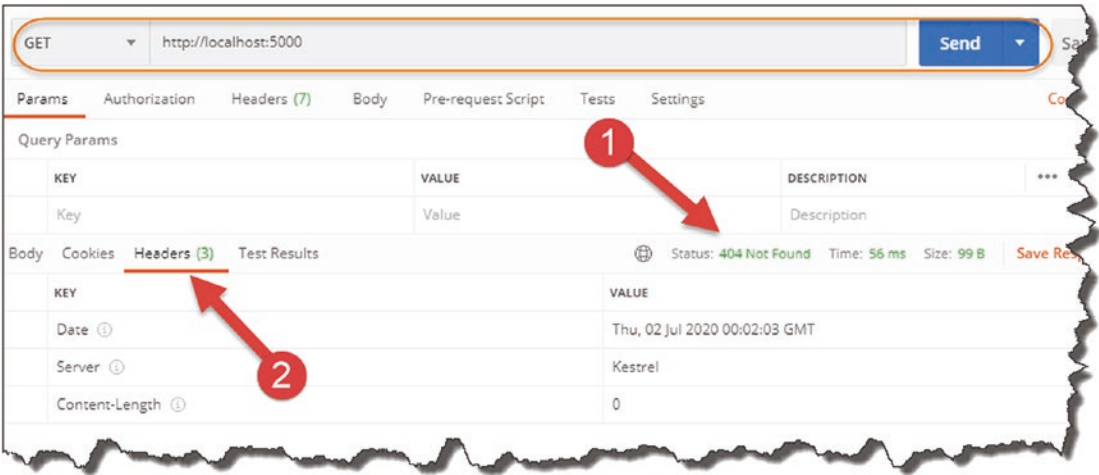 GET http://localhost:5000 Send
Params Authorization Headers (7) Body Pre-request Script Tests Settings
Query Params
KEY VALUE DESCRIPTION •••
Key Value Description
1
Body Cookies Headers (3) Test Results Status: 404 Not Found Time: 56 ms Size: 99 B Save
KEY VALUE
Date Thu, 02 Jul 2020 00:02:03 GMT
Server Kestrel
2
Content-Length 0